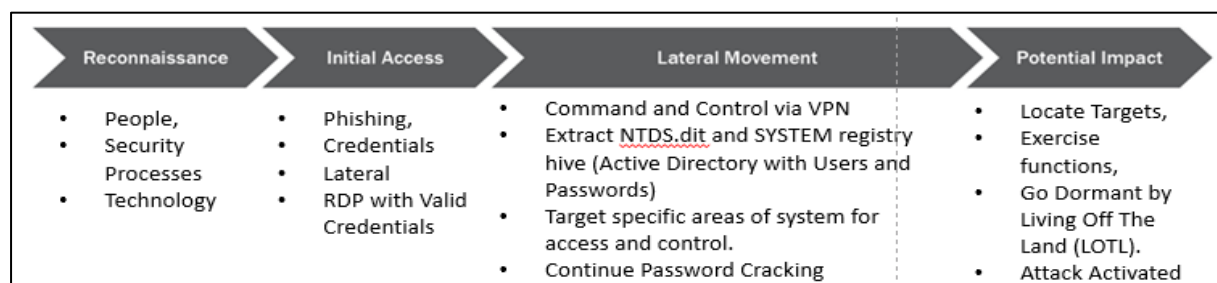 Reconnaissance
Initial Access
Lateral Movement
Potential Impact
• People,
• Security
Processes
• Technology
• Phishing,
• Credentials
• Lateral
• RDP with Valid
Credentials
• Command and Control via VPN
• Extract NTDS.dit and SYSTEM registry
hive (Active Directory with Users and
Passwords)
• Target specific areas of system for
access and control.
• Continue Password Cracking
• Locate Targets,
• Exercise
functions,
• Go Dormant by
Living Off The
Land (LOTL).
• Attack Activated